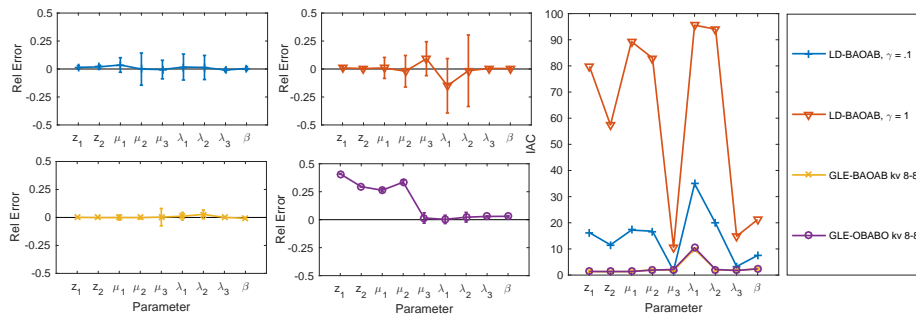 0.5
0.25
0
-0.25
-0.5
Rel Error
z1 z2 μ1 μ2 μ3 λ1 λ2 λ3 β
0.5
0.25
0
-0.25
-0.5
Rel Error
z1 z2 μ1 μ2 μ3 λ1 λ2 λ3 β
0.5
0.25
0
-0.25
-0.5
Rel Error
z1 z2 μ1 μ2 μ3 λ1 λ2 λ3 β
Parameter
0.5
0.25
0
-0.25
-0.5
Rel Error
z1 z2 μ1 μ2 μ3 λ1 λ2 λ3 β
Parameter
100
90
80
70
60
50
40
30
20
10
0
IAC
z1 z2 μ1 μ2 μ3 λ1 λ2 λ3 β
Parameter
LD-BAOAB, γ = .1
LD-BAOAB, γ = 1
GLE-BAOAB kv 8-8
GLE-OBABO kv 8-8